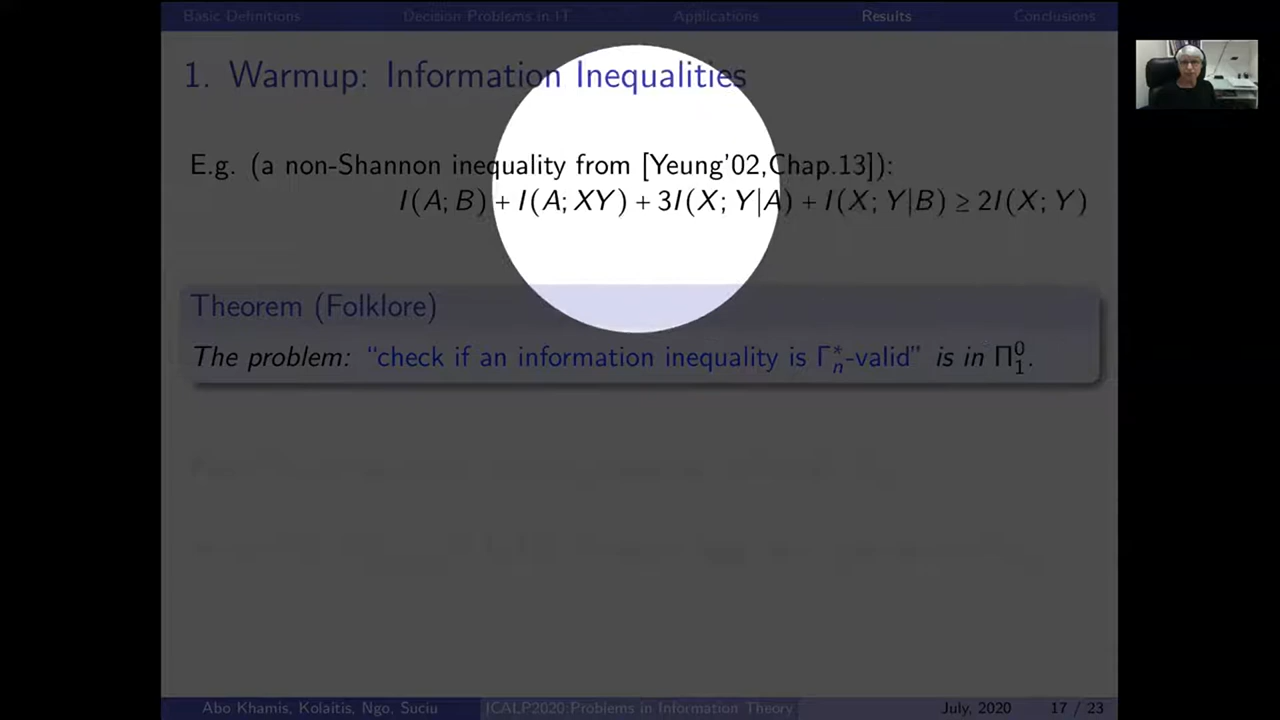 Basic Definitions Decision Problems in IT Applications Results Conclusions
1. Warmup: Information Inequalities
E.g. (a non-Shannon inequality from [Yeung'02,Chap.13]):
I(A; B) + I(A; XY) + 3I(X; Y|A) + I(X; Y|B) ≥ 2I(X; Y)
Theorem (Folklore)
The problem: “check if an information inequality is Γ*ₙ-valid” is in Π⁰₁.
Abo Khamis, Kolaitis, Ngo, Suciu ICALP2020:Problems in Information Theory July, 2020 17 / 23